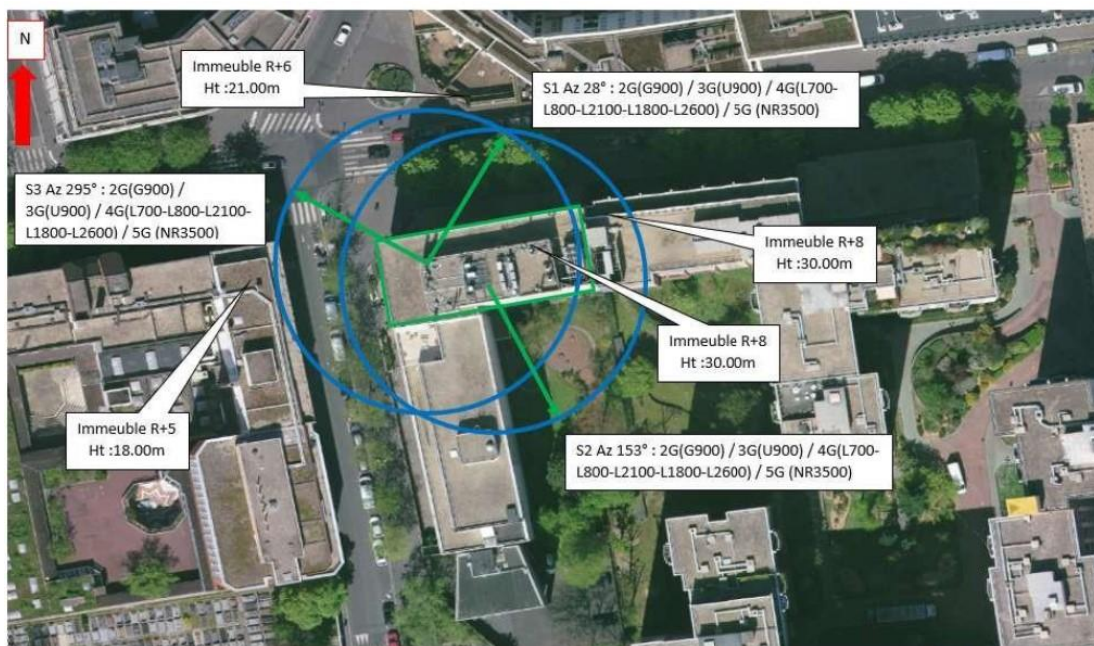 N
Immeuble R+6
Ht :21.00m
S1 Az 28° : 2G(G900) / 3G(U900) / 4G(L700-
L800-L2100-L1800-L2600) / 5G (NR3500)
S3 Az 295° : 2G(G900) /
3G(U900) / 4G(L700-L800-L2100-
L1800-L2600) / 5G (NR3500)
Immeuble R+8
Ht :30.00m
Immeuble R+8
Ht :30.00m
Immeuble R+5
Ht :18.00m
S2 Az 153° : 2G(G900) / 3G(U900) / 4G(L700-
L800-L2100-L1800-L2600) / 5G (NR3500)